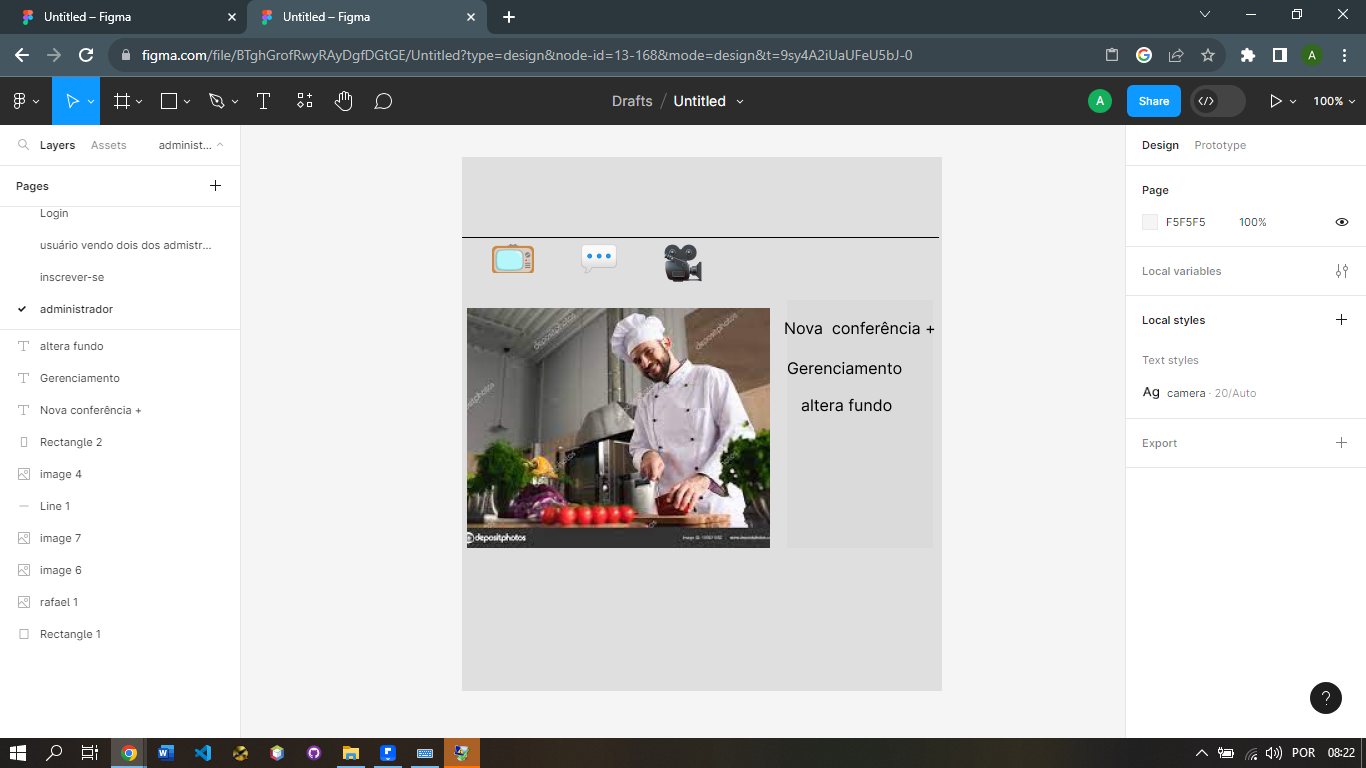 Untitled – Figma
Untitled – Figma
figma.com/file/BTghGrofRwyRAyDgfDGtGE/Untitled?type=design&node-id=13-168&mode=design&t=9sy4A2iUaUFeU5bJ-0
A
Drafts / Untitled
A
Share
100%
Layers
Assets
administ...
Pages
Login
usuário vendo dois dos admistr...
inscrever-se
administrador
altera fundo
Gerenciamento
Nova conferência +
Rectangle 2
image 4
Line 1
image 7
image 6
rafael 1
Rectangle 1
Nova conferência +
Gerenciamento
altera fundo
depositphotos
depositphotos
depositphotos
Design
Prototype
Page
F5F5F5
100%
Local variables
Local styles
Text styles
Ag camera · 20/Auto
Export
?
POR
08:22